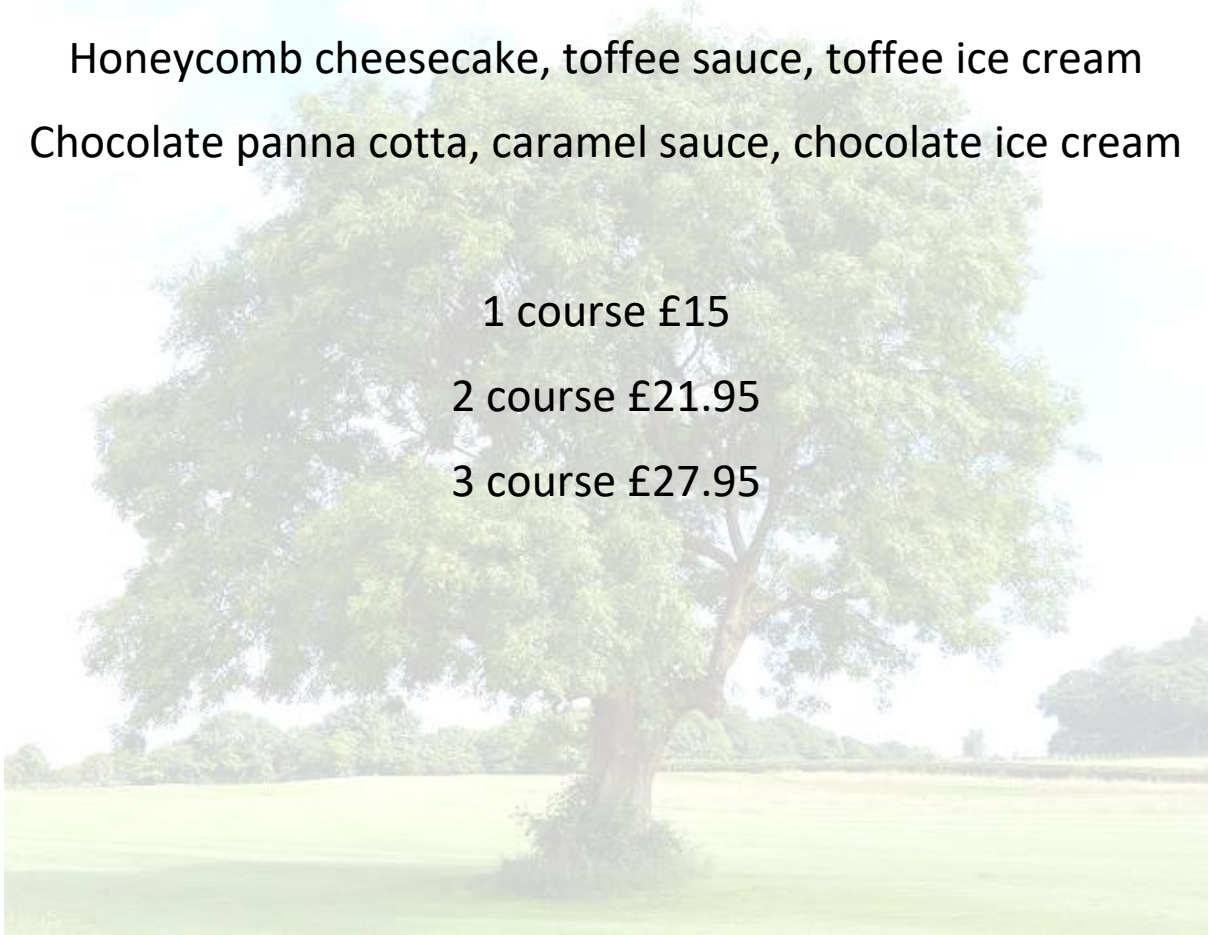 Honeycomb cheesecake, toffee sauce, toffee ice cream
Chocolate panna cotta, caramel sauce, chocolate ice cream
1 course £15
2 course £21.95
3 course £27.95